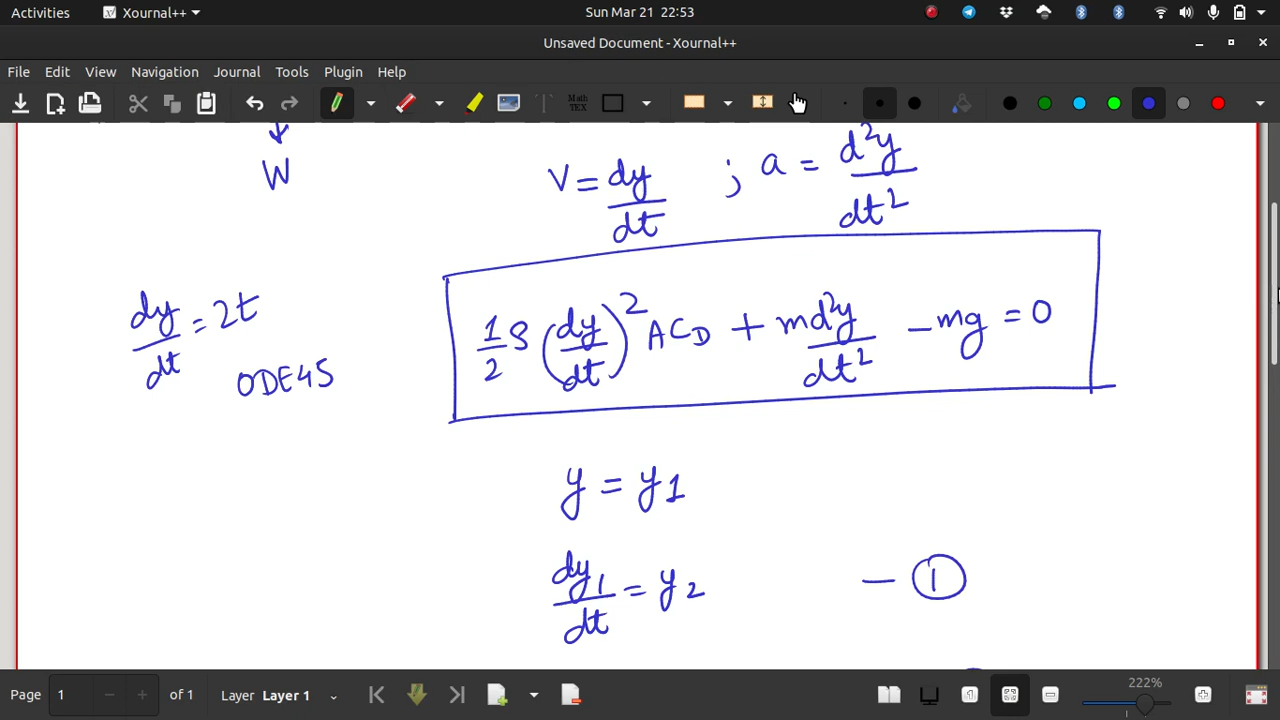 Activities Xournal++ Sun Mar 21 22:53
Unsaved Document - Xournal++
File Edit View Navigation Journal Tools Plugin Help
Math TEX
W
V = dy/dt ; a = d²y/dt²
dy/dt = 2t
ODE45
1/2 S (dy/dt)² A C_D + m d²y/dt² - mg = 0
y = y1
dy1/dt = y2 - ①
Page 1 of 1 Layer Layer 1 222%